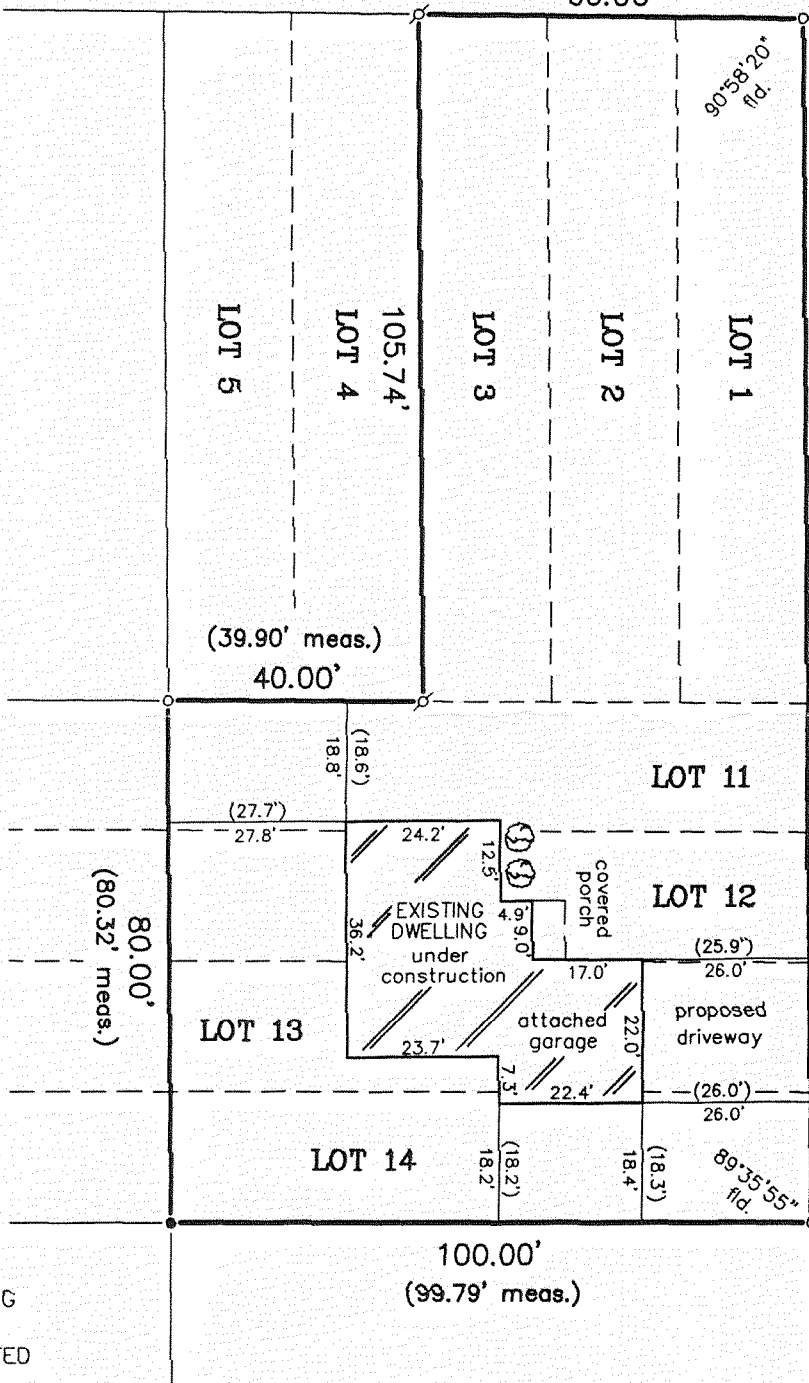 90°58'20"
fld.
LOT 5
LOT 4
105.74'
LOT 3
LOT 2
LOT 1
(39.90' meas.)
40.00'
(18.6')
18.8'
LOT 11
(27.7')
27.8'
24.2'
12.5'
covered
porch
LOT 12
80.00'
(80.32' meas.)
36.2'
EXISTING
DWELLING
under
construction
4.9'
9.0'
17.0'
(25.9')
26.0'
LOT 13
attached
garage
22.0'
proposed
driveway
23.7'
7.3'
22.4'
(26.0')
26.0'
LOT 14
(18.2')
18.2'
(18.3')
18.4'
89°35'55"
fld.
100.00'
(99.79' meas.)
G